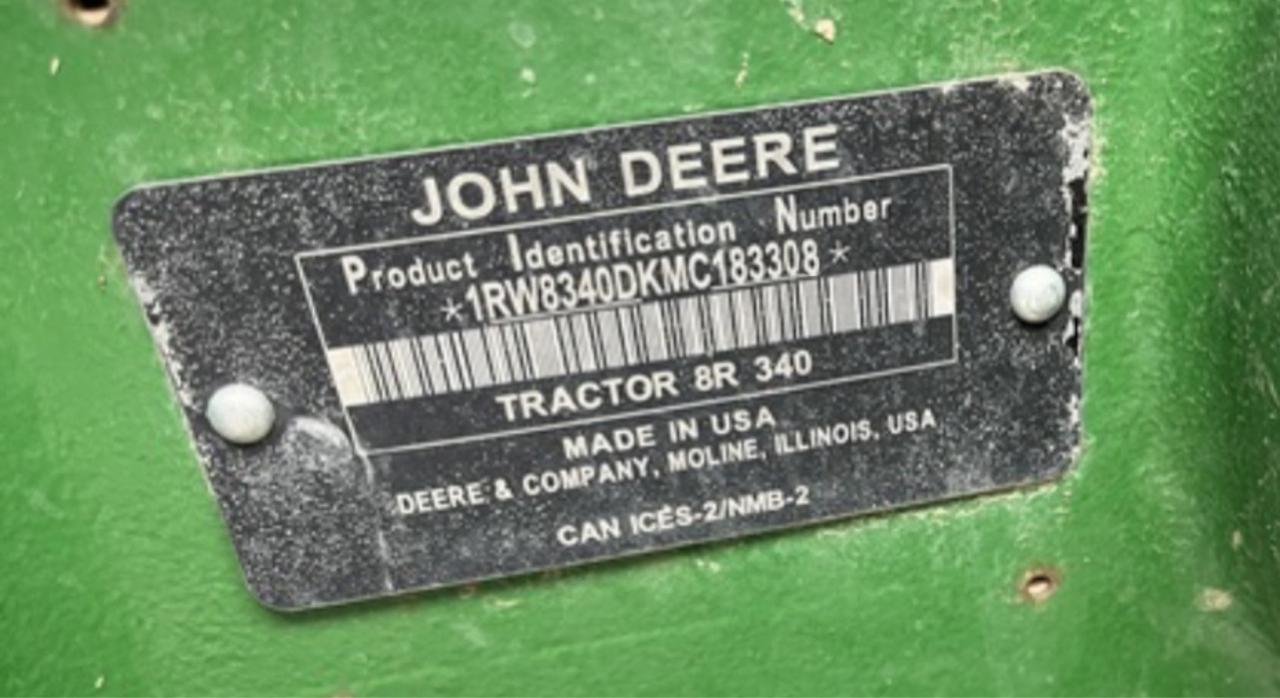 JOHN DEERE
Product Identification Number
*1RW8340DKMC183308*
TRACTOR 8R 340
MADE IN USA
DEERE & COMPANY, MOLINE, ILLINOIS, USA
CAN ICES-2/NMB-2